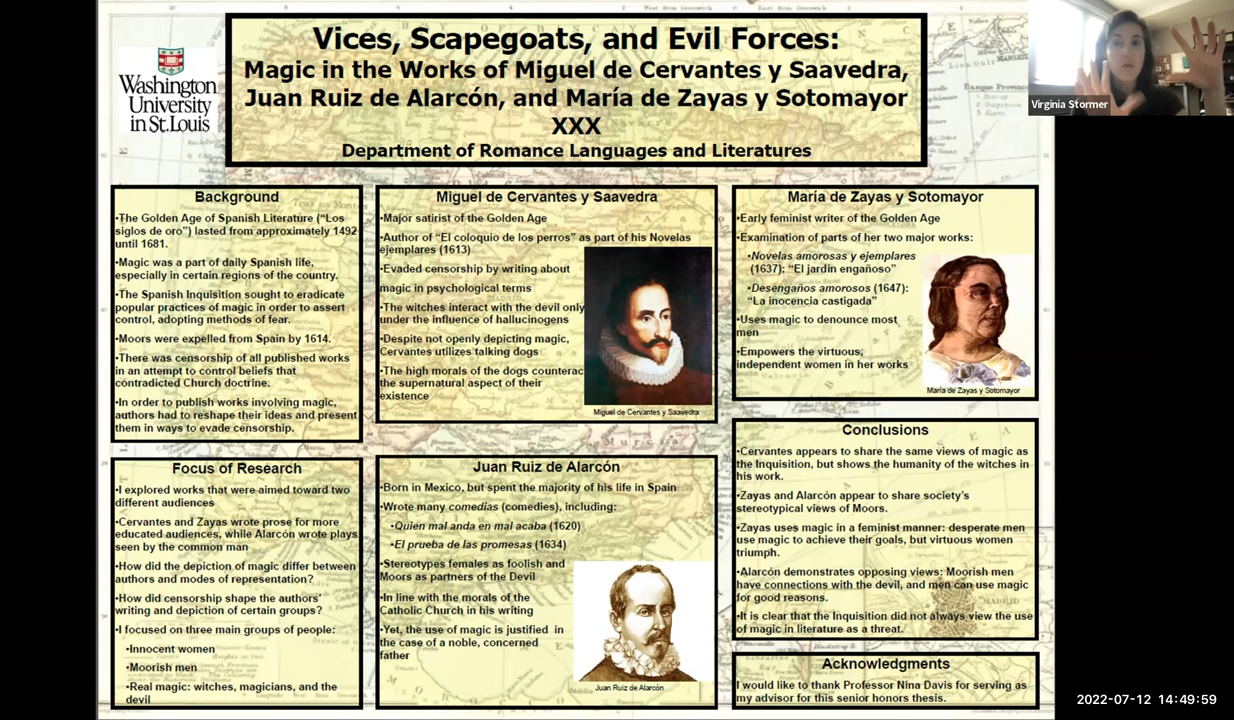 Washington
University
in St. Louis
Vices, Scapegoats, and Evil Forces:
Magic in the Works of Miguel de Cervantes y Saavedra,
Juan Ruiz de Alarcón, and María de Zayas y Sotomayor
XXX
Department of Romance Languages and Literatures
Virginia Stormer
Background
•The Golden Age of Spanish Literature ("Los
siglos de oro") lasted from approximately 1492
until 1681.
•Magic was a part of daily Spanish life,
especially in certain regions of the country.
•The Spanish Inquisition sought to eradicate
popular practices of magic in order to assert
control, adopting methods of fear.
•Moors were expelled from Spain by 1614.
•There was censorship of all published works
in an attempt to control beliefs that
contradicted Church doctrine.
•In order to publish works involving magic,
authors had to reshape their ideas and present
them in ways to evade censorship.
Focus of Research
•I explored works that were aimed toward two
different audiences
•Cervantes and Zayas wrote prose for more
educated audiences, while Alarcón wrote plays
seen by the common man
•How did the depiction of magic differ between
authors and modes of representation?
•How did censorship shape the authors'
writing and depiction of certain groups?
•I focused on three main groups of people:
•Innocent women
•Moorish men
•Real magic: witches, magicians, and the
devil
Miguel de Cervantes y Saavedra
•Major satirist of the Golden Age
•Author of "El coloquio de los perros" as part of his Novelas
ejemplares (1613)
•Evaded censorship by writing about
magic in psychological terms
•The witches interact with the devil only
under the influence of hallucinogens
•Despite not openly depicting magic,
Cervantes utilizes talking dogs
•The high morals of the dogs counterac
the supernatural aspect of their
existence
Miguel de Cervantes y Saavedra
Juan Ruiz de Alarcón
•Born in Mexico, but spent the majority of his life in Spain
•Wrote many comedias (comedies), including:
•Quien mal anda en mal acaba (1620)
•El prueba de las promesas (1634)
•Stereotypes females as foolish and
Moors as partners of the Devil
•In line with the morals of the
Catholic Church in his writing
•Yet, the use of magic is justified in
the case of a noble, concerned
father
Juan Ruiz de Alarcón
María de Zayas y Sotomayor
•Early feminist writer of the Golden Age
•Examination of parts of her two major works:
•Novelas amorosas y ejemplares
(1637): "El jardín engañoso"
•Desengaños amorosos (1647):
"La inocencia castigada"
•Uses magic to denounce most
men
•Empowers the virtuous,
independent women in her works
María de Zayas y Sotomayor
Conclusions
•Cervantes appears to share the same views of magic as
the Inquisition, but shows the humanity of the witches in
his work.
•Zayas and Alarcón appear to share society's
stereotypical views of Moors.
•Zayas uses magic in a feminist manner: desperate men
use magic to achieve their goals, but virtuous women
triumph.
•Alarcón demonstrates opposing views: Moorish men
have connections with the devil, and men can use magic
for good reasons.
•It is clear that the Inquisition did not always view the use
of magic in literature as a threat.
Acknowledgments
I would like to thank Professor Nina Davis for serving as
my advisor for this senior honors thesis.
2022-07-12 14:49:59